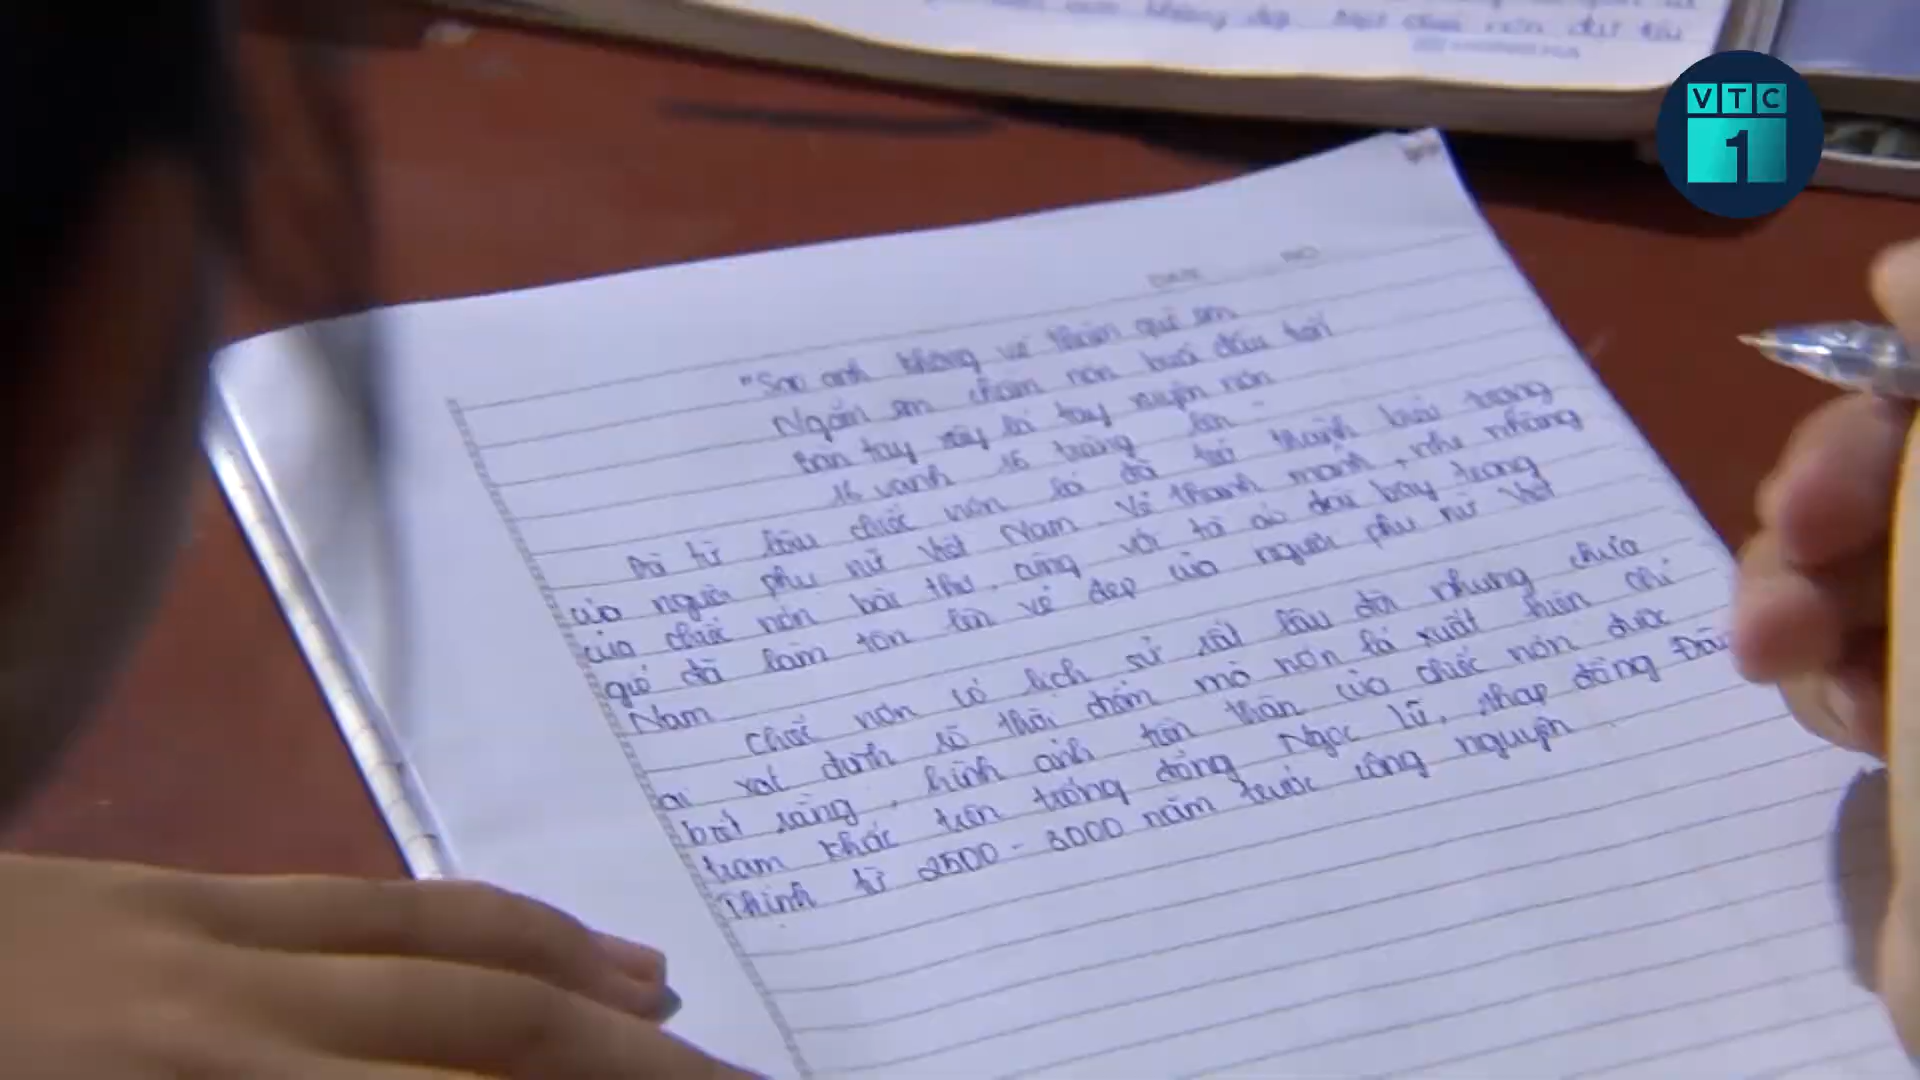 VTC
1
"Sao anh không về thăm quê em
Ngắm em chằm nón buổi đầu tiên
Bàn tay xây lá tay xuyên nón
16 vành 16 trăng lên"
Đã từ lâu chiếc nón lá đã trở thành biểu tượng
của người phụ nữ Việt Nam. Vẻ thanh mảnh, nhẹ nhàng
của chiếc nón bài thơ, cùng với tà áo dài bay trong
gió đã làm tôn lên vẻ đẹp của người phụ nữ Việt
Nam
Chiếc nón có lịch sử rất lâu đời nhưng chưa
ai xác định rõ thời điểm mà nón lá xuất hiện chỉ
biết rằng, hình ảnh tiền thân của chiếc nón được
trạm khắc trên trống đồng Ngọc Lũ, thạp đồng Đào
Thịnh từ 2500 - 3000 năm trước công nguyên